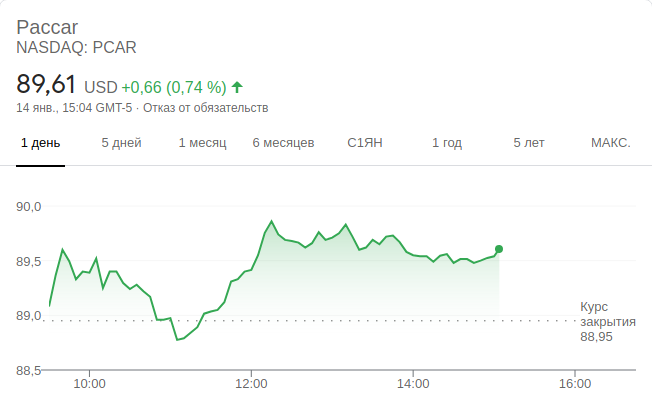 Paccar
NASDAQ: PCAR
89,61 USD +0,66 (0,74 %)
14 янв., 15:04 GMT-5 · Отказ от обязательств
1 день 5 дней 1 месяц 6 месяцев С1ЯН 1 год 5 лет МАКС.
90,0
89,5
89,0
Курс
закрытия
88,95
88,5
10:00 12:00 14:00 16:00